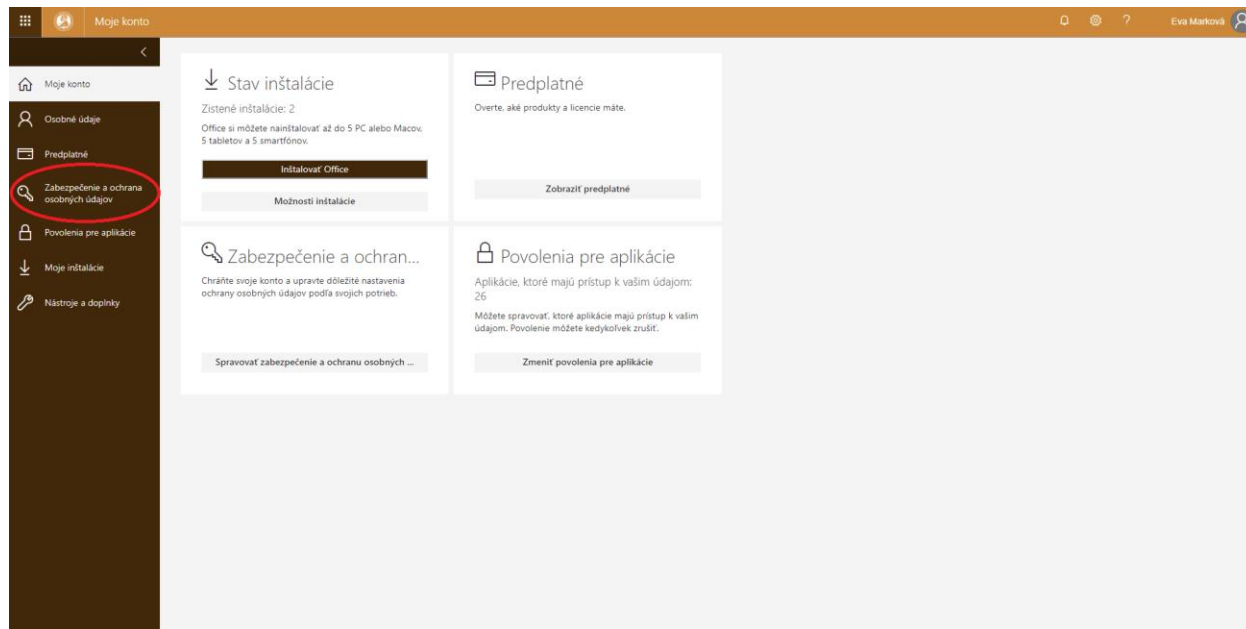 Moje konto
Eva Marková
Moje konto
Osobné údaje
Predplatné
Zabezpečenie a ochrana
osobných údajov
Povolenia pre aplikácie
Moje inštalácie
Nástroje a doplnky
Stav inštalácie
Zistené inštalácie: 2
Office si môžete nainštalovať až do 5 PC alebo Macov,
5 tabletov a 5 smartfónov.
Inštalovať Office
Možnosti inštalácie
Predplatné
Overte, aké produkty a licencie máte.
Zobraziť predplatné
Zabezpečenie a ochran...
Chráňte svoje konto a upravte dôležité nastavenia
ochrany osobných údajov podľa svojich potrieb.
Spravovať zabezpečenie a ochranu osobných ...
Povolenia pre aplikácie
Aplikácie, ktoré majú prístup k vašim údajom:
26
Môžete spravovať, ktoré aplikácie majú prístup k vašim
údajom. Povolenie môžete kedykoľvek zrušiť.
Zmeniť povolenia pre aplikácie